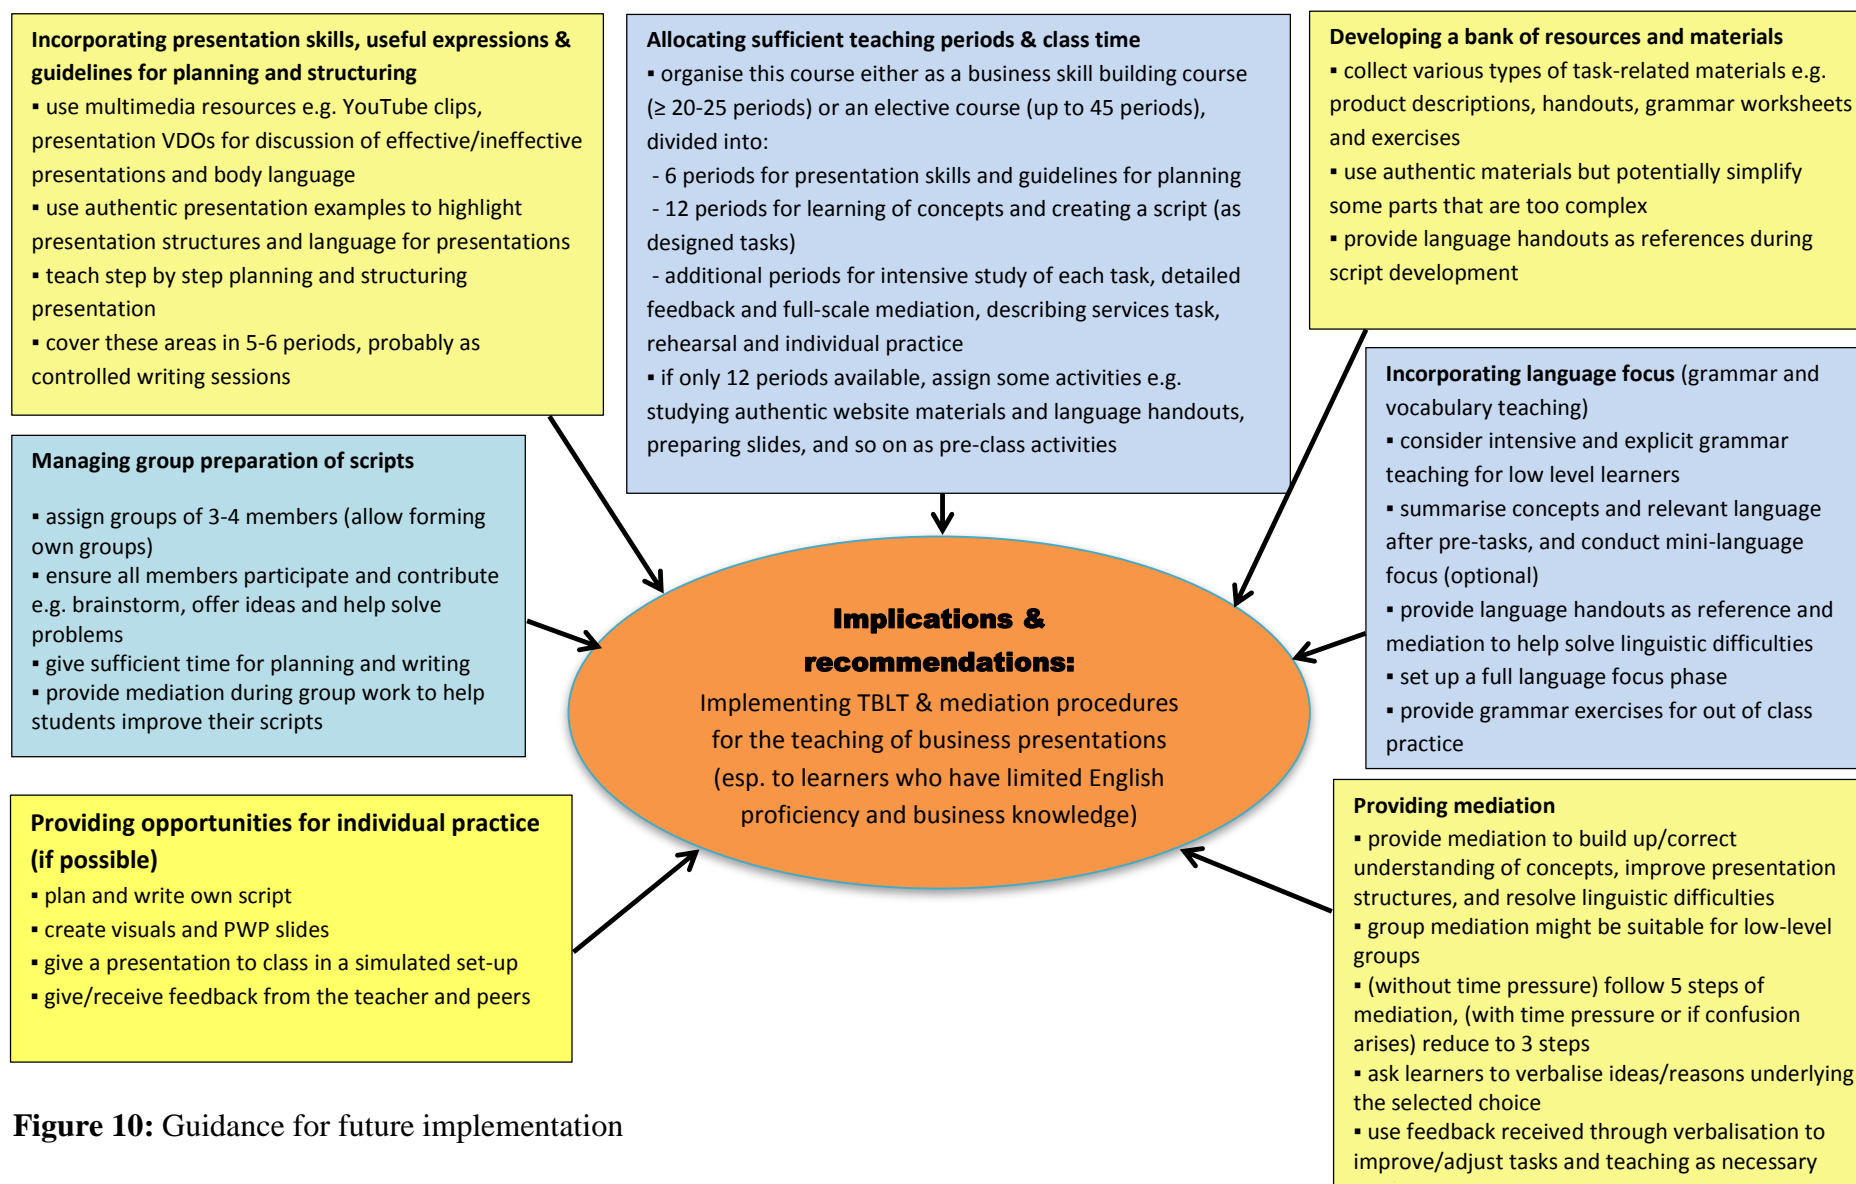 Incorporating presentation skills, useful expressions &
guidelines for planning and structuring
▪ use multimedia resources e.g. YouTube clips,
presentation VDOs for discussion of effective/ineffective
presentations and body language
▪ use authentic presentation examples to highlight
presentation structures and language for presentations
▪ teach step by step planning and structuring
presentation
▪ cover these areas in 5-6 periods, probably as
controlled writing sessions
Allocating sufficient teaching periods & class time
▪ organise this course either as a business skill building course
(≥ 20-25 periods) or an elective course (up to 45 periods),
divided into:
- 6 periods for presentation skills and guidelines for planning
- 12 periods for learning of concepts and creating a script (as
designed tasks)
- additional periods for intensive study of each task, detailed
feedback and full-scale mediation, describing services task,
rehearsal and individual practice
▪ if only 12 periods available, assign some activities e.g.
studying authentic website materials and language handouts,
preparing slides, and so on as pre-class activities
Developing a bank of resources and materials
▪ collect various types of task-related materials e.g.
product descriptions, handouts, grammar worksheets
and exercises
▪ use authentic materials but potentially simplify
some parts that are too complex
▪ provide language handouts as references during
script development
Managing group preparation of scripts
▪ assign groups of 3-4 members (allow forming
own groups)
▪ ensure all members participate and contribute
e.g. brainstorm, offer ideas and help solve
problems
▪ give sufficient time for planning and writing
▪ provide mediation during group work to help
students improve their scripts
Incorporating language focus (grammar and
vocabulary teaching)
▪ consider intensive and explicit grammar
teaching for low level learners
▪ summarise concepts and relevant language
after pre-tasks, and conduct mini-language
focus (optional)
▪ provide language handouts as reference and
mediation to help solve linguistic difficulties
▪ set up a full language focus phase
▪ provide grammar exercises for out of class
practice
Implications &
recommendations:
Implementing TBLT & mediation procedures
for the teaching of business presentations
(esp. to learners who have limited English
proficiency and business knowledge)
Providing opportunities for individual practice
(if possible)
▪ plan and write own script
▪ create visuals and PWP slides
▪ give a presentation to class in a simulated set-up
▪ give/receive feedback from the teacher and peers
Providing mediation
▪ provide mediation to build up/correct
understanding of concepts, improve presentation
structures, and resolve linguistic difficulties
▪ group mediation might be suitable for low-level
groups
▪ (without time pressure) follow 5 steps of
mediation, (with time pressure or if confusion
arises) reduce to 3 steps
▪ ask learners to verbalise ideas/reasons underlying
the selected choice
▪ use feedback received through verbalisation to
improve/adjust tasks and teaching as necessary
Figure 10: Guidance for future implementation